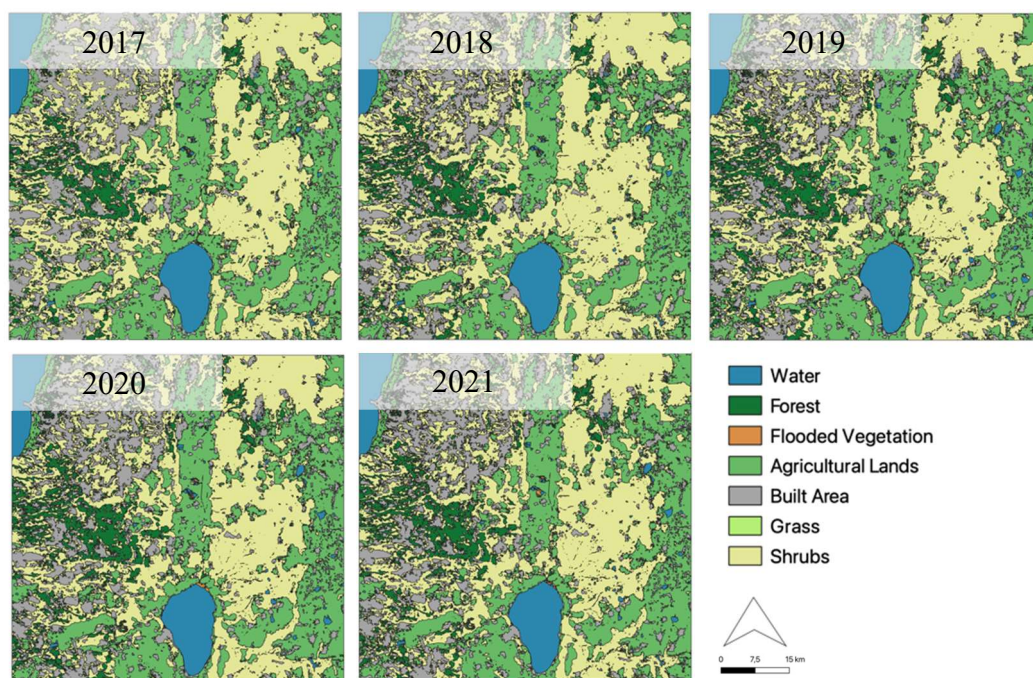 2017
2018
2019
2020
2021
Water
Forest
Flooded Vegetation
Agricultural Lands
Built Area
Grass
Shrubs
0 7,5 15 km